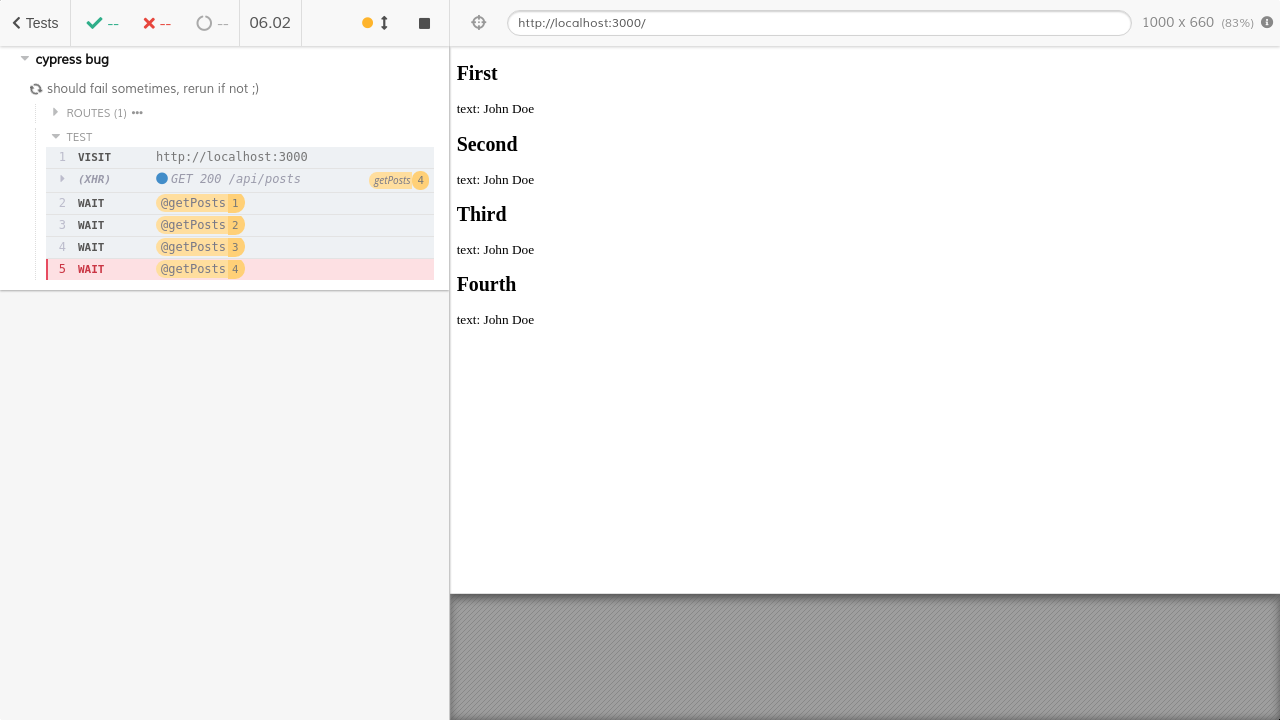 Tests -- -- -- 06.02
http://localhost:3000/ 1000 x 660 (83%)
cypress bug
should fail sometimes, rerun if not ;)
ROUTES (1) •••
TEST
1 VISIT http://localhost:3000
(XHR) GET 200 /api/posts getPosts 4
2 WAIT @getPosts 1
3 WAIT @getPosts 2
4 WAIT @getPosts 3
5 WAIT @getPosts 4
First
text: John Doe
Second
text: John Doe
Third
text: John Doe
Fourth
text: John Doe